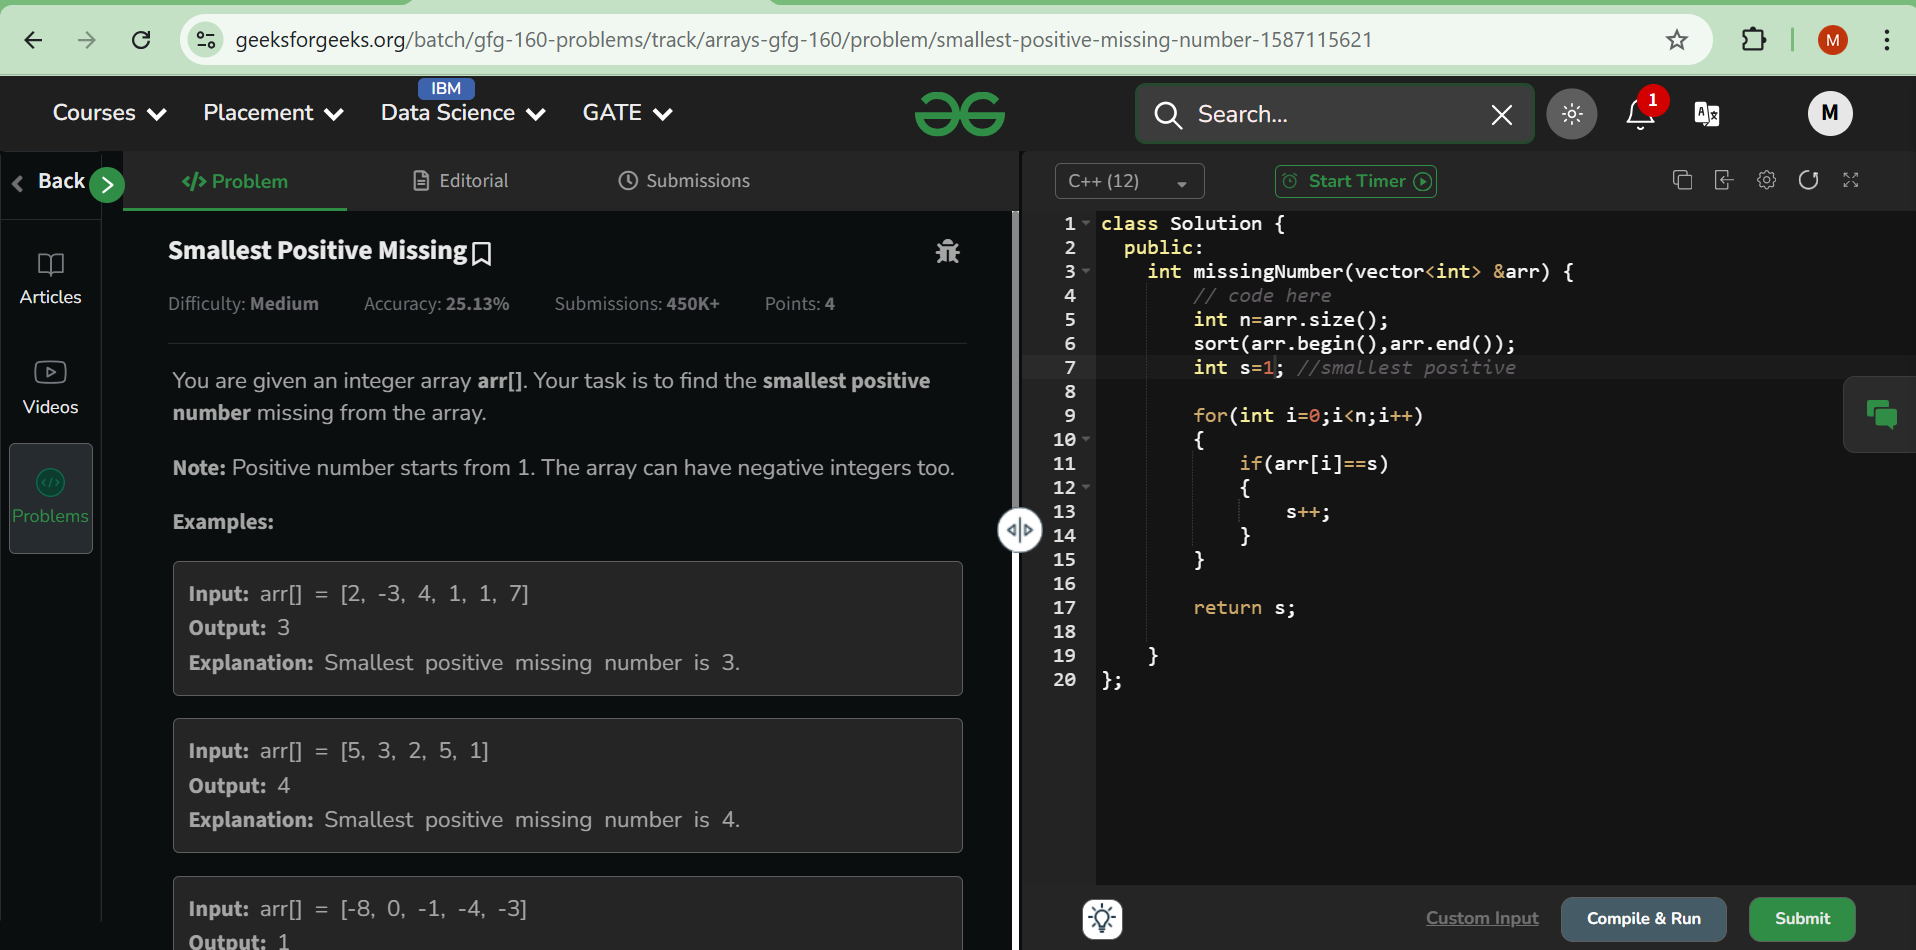 geeksforgeeks.org/batch/gfg-160-problems/track/arrays-gfg-160/problem/smallest-positive-missing-number-1587115621
M
Courses
Placement
IBM
Data Science
GATE
Search...
1
M
Back
Problem
Editorial
Submissions
C++ (12)
Start Timer
Articles
Videos
Problems
Smallest Positive Missing
Difficulty: Medium Accuracy: 25.13% Submissions: 450K+ Points: 4
You are given an integer array arr[]. Your task is to find the smallest positive
number missing from the array.
Note: Positive number starts from 1. The array can have negative integers too.
Examples:
Input: arr[] = [2, -3, 4, 1, 1, 7]
Output: 3
Explanation: Smallest positive missing number is 3.
Input: arr[] = [5, 3, 2, 5, 1]
Output: 4
Explanation: Smallest positive missing number is 4.
Input: arr[] = [-8, 0, -1, -4, -3]
Output: 1
1 class Solution {
2 public:
3 int missingNumber(vector<int> &arr) {
4 // code here
5 int n=arr.size();
6 sort(arr.begin(),arr.end());
7 int s=1; //smallest positive
8
9 for(int i=0;i<n;i++)
10 {
11 if(arr[i]==s)
12 {
13 s++;
14 }
15 }
16
17 return s;
18
19 }
20 };
Custom Input
Compile & Run
Submit